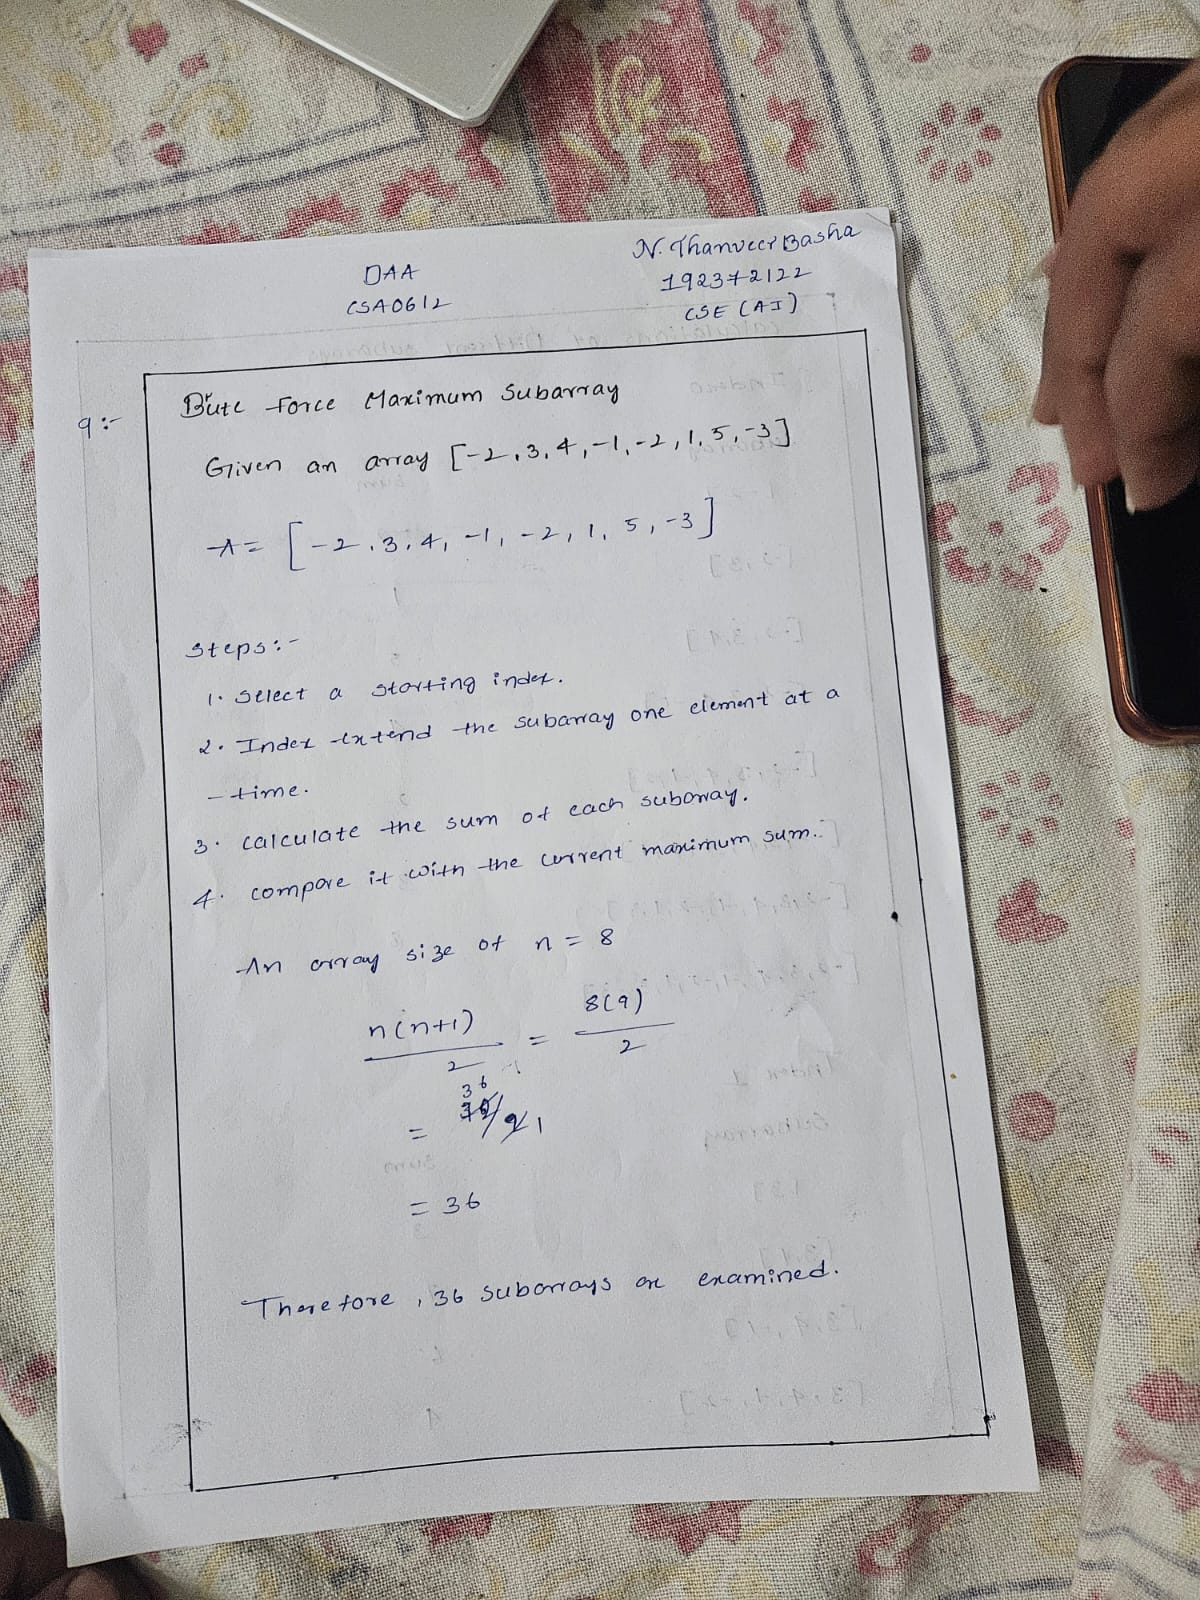 DAA
CSA0612
N. Thanveer Basha
192372122
CSE (AI)
9:-
Brute Force Maximum Subarray
Given an array [-2, 3, 4, -1, -2, 1, 5, -3]
A = [-2, 3, 4, -1, -2, 1, 5, -3]
Steps:-
1. Select a starting index.
2. Index extend the subarray one element at a
- time.
3. Calculate the sum of each subarray.
4. Compare it with the current maximum sum.
An array size of n = 8
n(n+1)/2 = 8(9)/2
36
= 72/2 1
= 36
Therefore, 36 subarrays are examined.